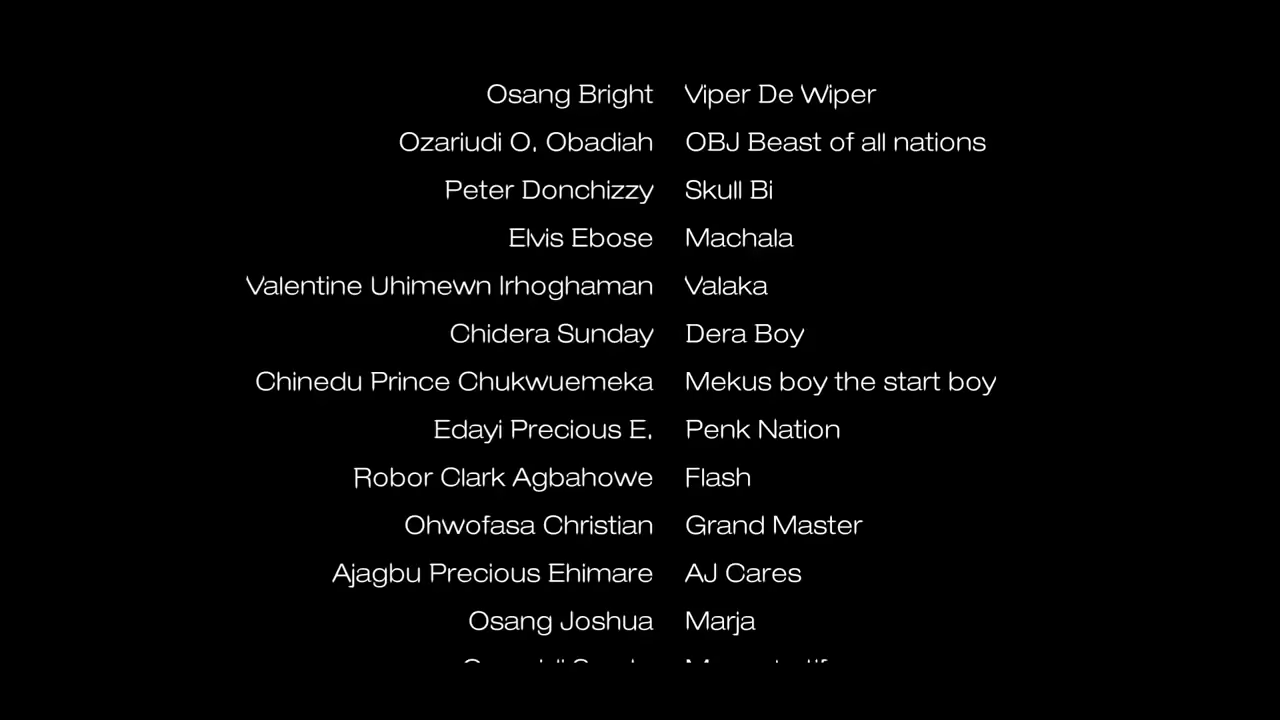 Osang Bright Viper De Wiper
Ozariudi O. Obadiah OBJ Beast of all nations
Peter Donchizzy Skull Bi
Elvis Ebose Machala
Valentine Uhimewn Irhoghaman Valaka
Chidera Sunday Dera Boy
Chinedu Prince Chukwuemeka Mekus boy the start boy
Edayi Precious E. Penk Nation
Robor Clark Agbahowe Flash
Ohwofasa Christian Grand Master
Ajagbu Precious Ehimare AJ Cares
Osang Joshua Marja